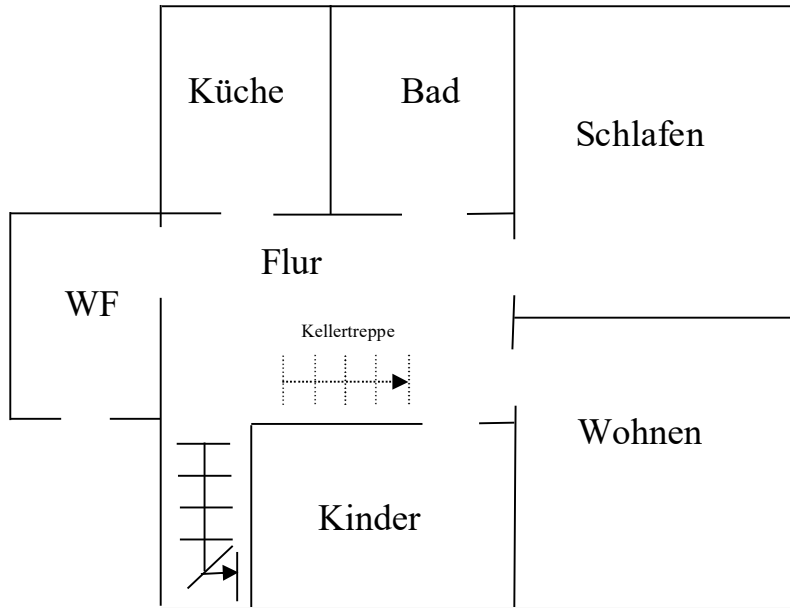 Küche
Bad
Schlafen
Flur
WF
Kellertreppe
Wohnen
Kinder